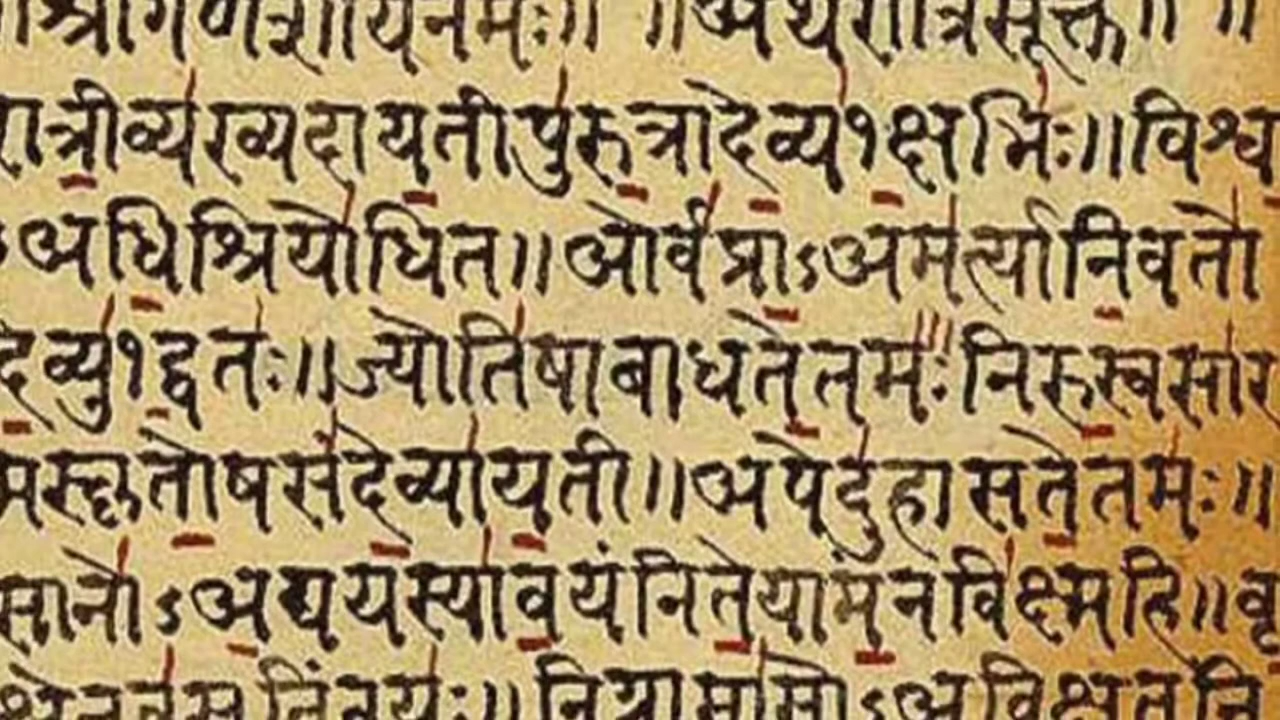 ॥श्रीगणेशायनमः॥ ॥अथरात्रिसूक्त॥ ॥
रात्रीव्यख्यदायतीपुरुत्रादेव्य१क्षभिः॥विश्व
ऽअधिश्रियोधित॥ओर्वप्राऽअमर्त्यानिवतो
देव्यु१द्वतः॥ज्योतिषाबाधतेतमः॥निरुस्वसार
मस्कृतोषसंदेव्यायती॥अपेदुहासतेतमः॥
सानोऽअद्ययस्यावयंनितेयामन्नविक्ष्महि॥वृ